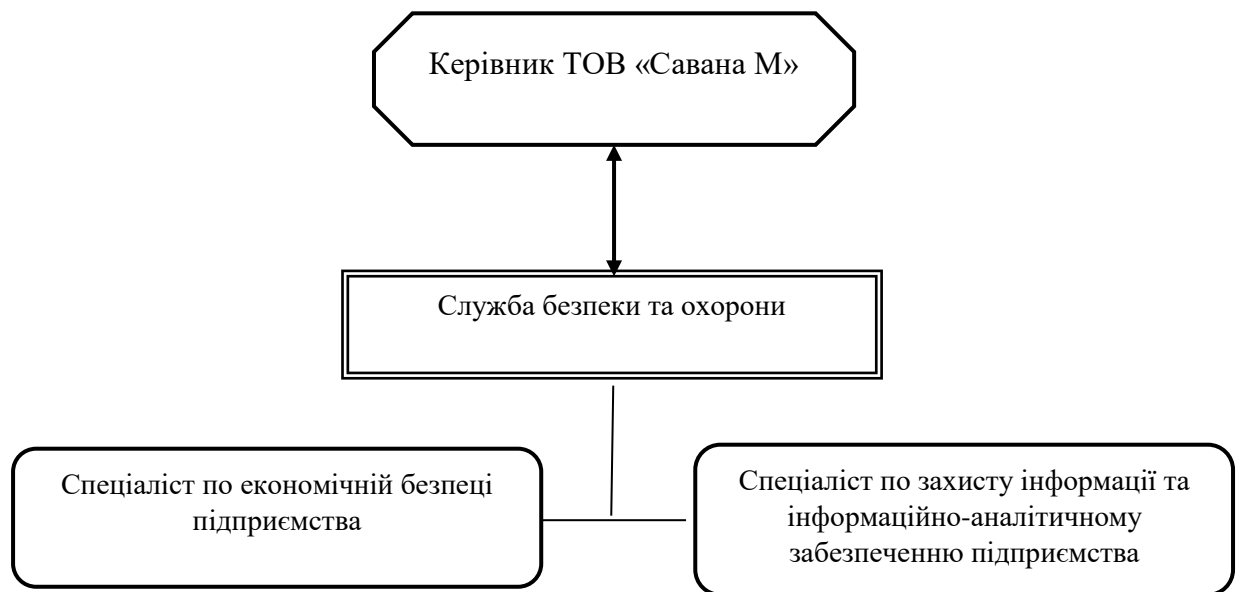 Керівник ТОВ «Савана М»
Служба безпеки та охорони
Спеціаліст по економічній безпеці
підприємства
Спеціаліст по захисту інформації та
інформаційно-аналітичному
забезпеченню підприємства